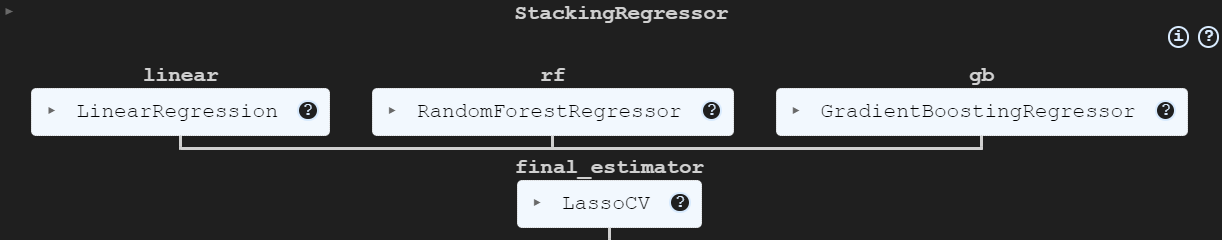 StackingRegressor
i ?
linear rf gb
LinearRegression ? RandomForestRegressor ? GradientBoostingRegressor ?
final_estimator
LassoCV ?